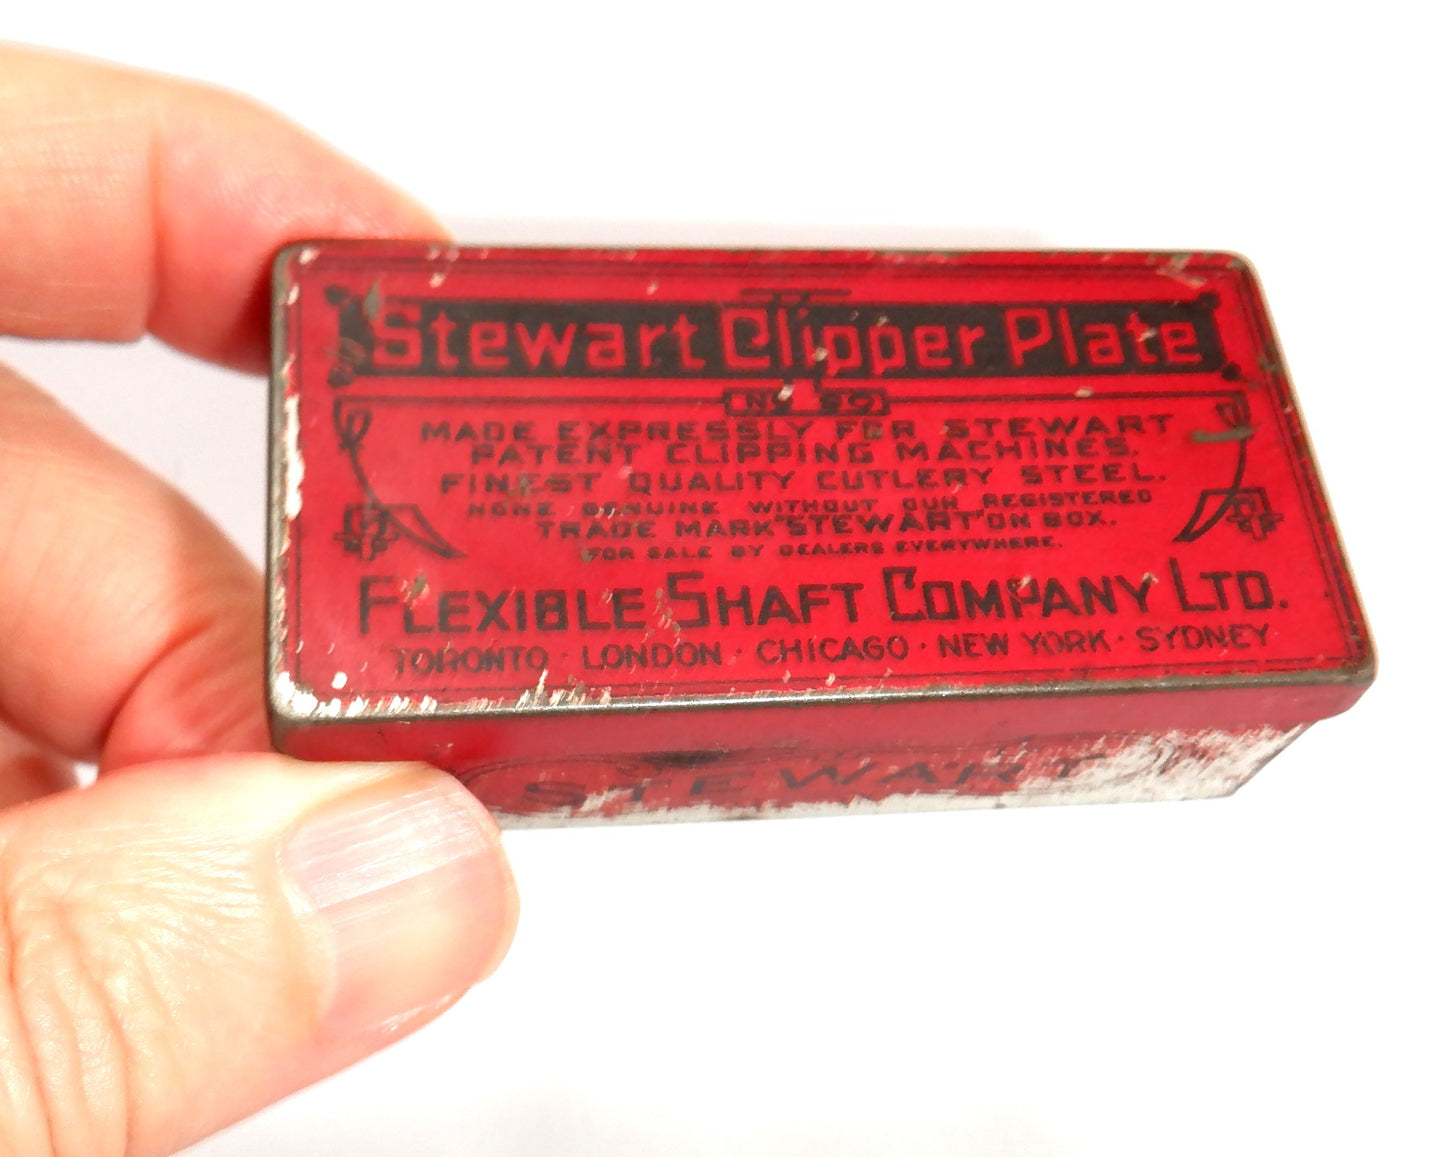 Stewart Clipper Plate
No 90
MADE EXPRESSLY FOR STEWART
PATENT CLIPPING MACHINES.
FINEST QUALITY CUTLERY STEEL.
NONE GENUINE WITHOUT OUR REGISTERED
TRADE MARK "STEWART" ON BOX.
FOR SALE BY DEALERS EVERYWHERE.
FLEXIBLE SHAFT COMPANY LTD.
TORONTO · LONDON · CHICAGO · NEW YORK · SYDNEY
STEWART